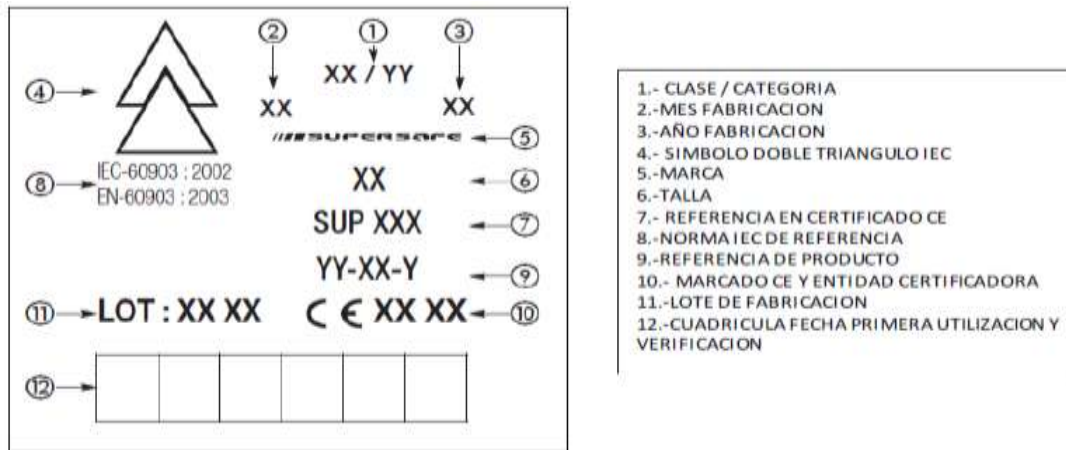 ② ① ③
XX / YY
④
XX XX
SUPERSAFE ⑤
⑧ IEC-60903 : 2002
EN-60903 : 2003
XX ⑥
SUP XXX ⑦
YY-XX-Y ⑨
⑪ LOT : XX XX CE XX XX ⑩
⑫
1.- CLASE / CATEGORIA
2.-MES FABRICACION
3.-AÑO FABRICACION
4.- SIMBOLO DOBLE TRIANGULO IEC
5.-MARCA
6.-TALLA
7.- REFERENCIA EN CERTIFICADO CE
8.-NORMA IEC DE REFERENCIA
9.-REFERENCIA DE PRODUCTO
10.- MARCADO CE Y ENTIDAD CERTIFICADORA
11.-LOTE DE FABRICACION
12.-CUADRICULA FECHA PRIMERA UTILIZACION Y
VERIFICACION